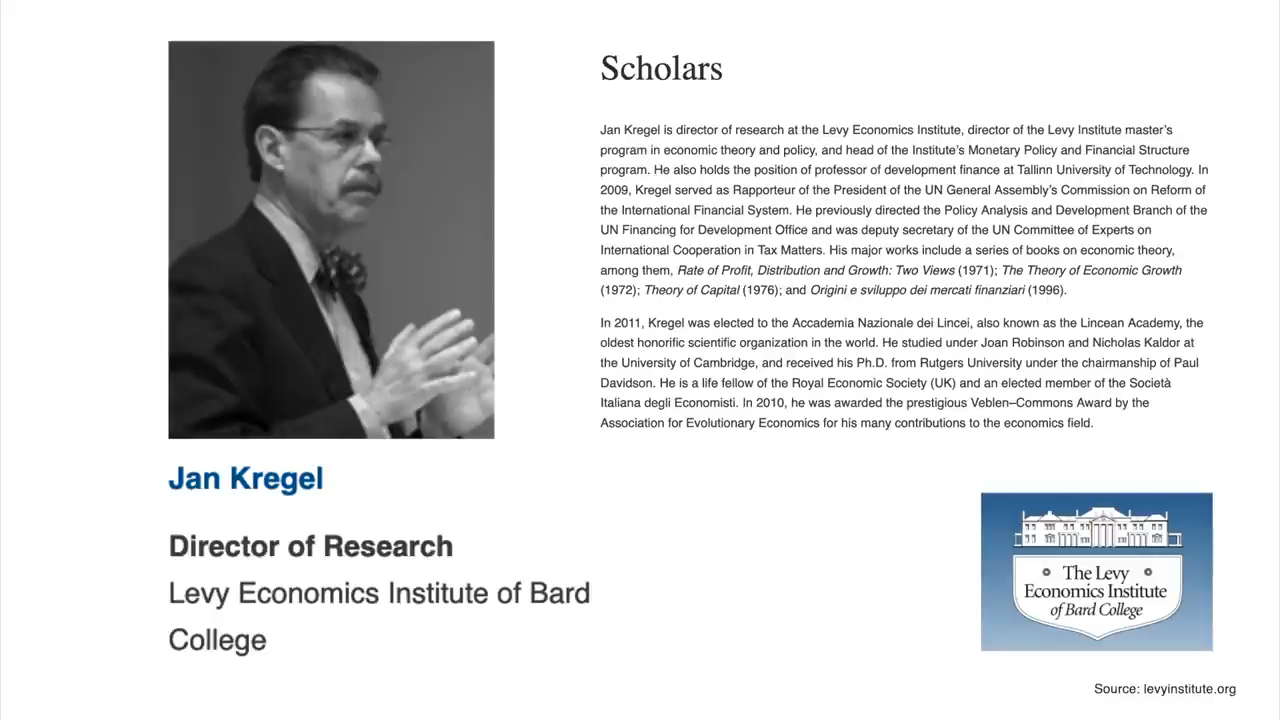 Scholars
Jan Kregel is director of research at the Levy Economics Institute, director of the Levy Institute master's
program in economic theory and policy, and head of the Institute's Monetary Policy and Financial Structure
program. He also holds the position of professor of development finance at Tallinn University of Technology. In
2009, Kregel served as Rapporteur of the President of the UN General Assembly's Commission on Reform of
the International Financial System. He previously directed the Policy Analysis and Development Branch of the
UN Financing for Development Office and was deputy secretary of the UN Committee of Experts on
International Cooperation in Tax Matters. His major works include a series of books on economic theory,
among them, Rate of Profit, Distribution and Growth: Two Views (1971); The Theory of Economic Growth
(1972); Theory of Capital (1976); and Origini e sviluppo dei mercati finanziari (1996).
In 2011, Kregel was elected to the Accademia Nazionale dei Lincei, also known as the Lincean Academy, the
oldest honorific scientific organization in the world. He studied under Joan Robinson and Nicholas Kaldor at
the University of Cambridge, and received his Ph.D. from Rutgers University under the chairmanship of Paul
Davidson. He is a life fellow of the Royal Economic Society (UK) and an elected member of the Società
Italiana degli Economisti. In 2010, he was awarded the prestigious Veblen–Commons Award by the
Association for Evolutionary Economics for his many contributions to the economics field.
Jan Kregel
Director of Research
Levy Economics Institute of Bard
College
The Levy
Economics Institute
of Bard College
Source: levyinstitute.org